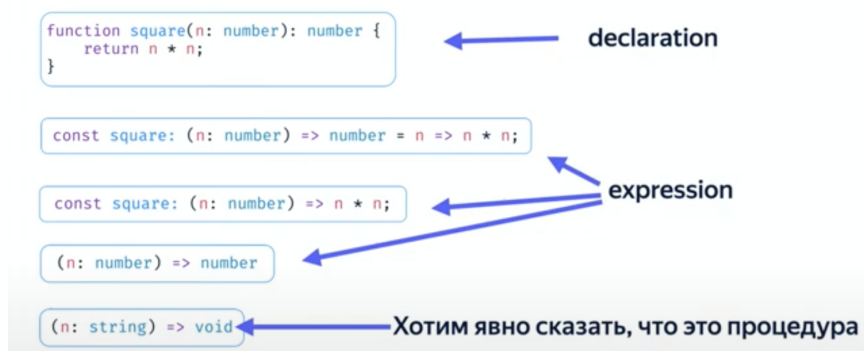 function square(n: number): number {
    return n * n;
}
declaration
const square: (n: number) => number = n => n * n;
expression
const square: (n: number) => n * n;
(n: number) => number
(n: string) => void
Хотим явно сказать, что это процедура